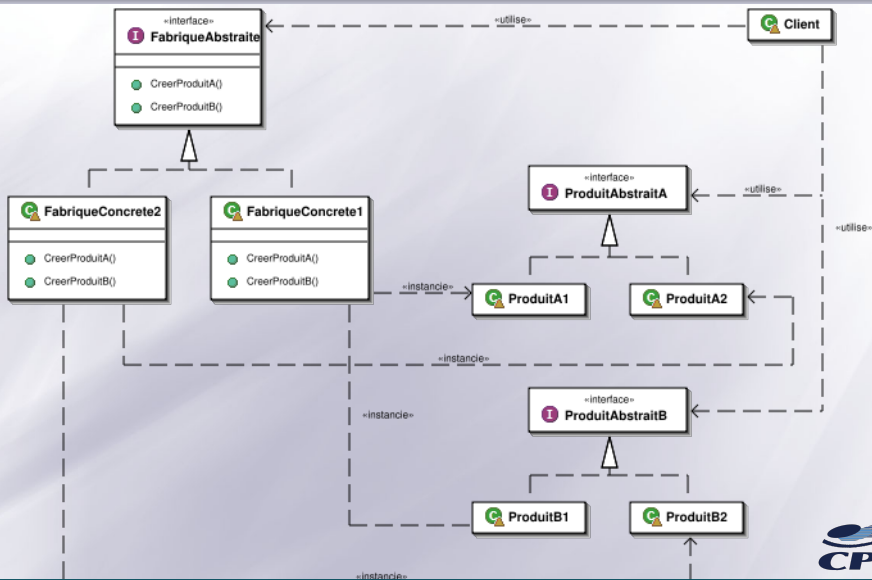 «interface»
FabriqueAbstraite
CreerProduitA()
CreerProduitB()
«utilise»
Client
FabriqueConcrete2
CreerProduitA()
CreerProduitB()
FabriqueConcrete1
CreerProduitA()
CreerProduitB()
«interface»
ProduitAbstraitA
«utilise»
«utilise»
«instancie»
ProduitA1
ProduitA2
«instancie»
«instancie»
«interface»
ProduitAbstraitB
ProduitB1
ProduitB2
«instancie»